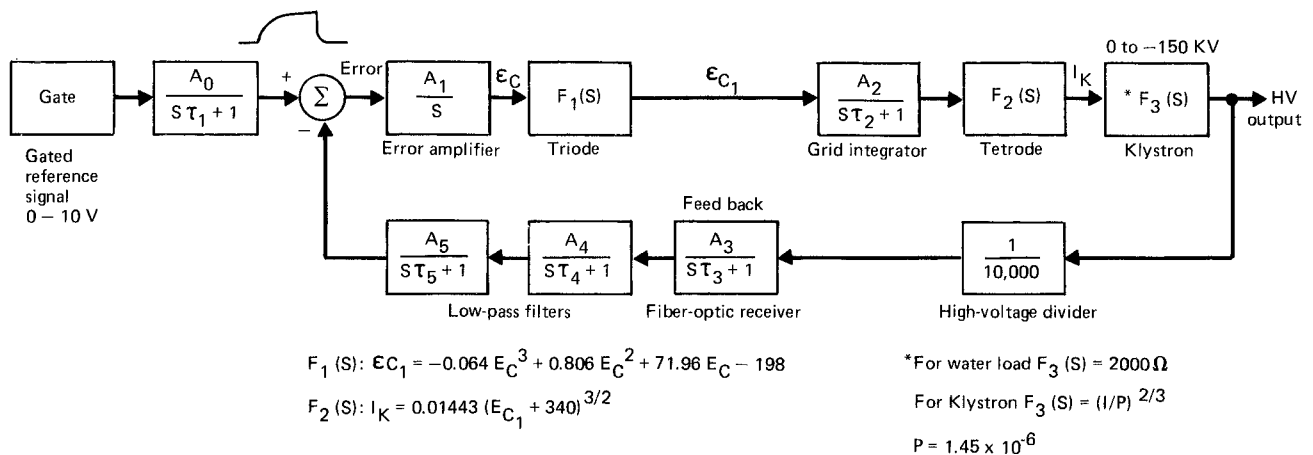 0 to −150 KV
Gate
A0
Sτ1 + 1
+
Σ
−
Error
A1
S
εC
F1(S)
εC1
A2
Sτ2 + 1
F2(S)
IK
* F3(S)
HV
output
Error amplifier
Triode
Grid integrator
Tetrode
Klystron
Gated
reference
signal
0 − 10 V
Feed back
A5
Sτ5 + 1
A4
Sτ4 + 1
A3
Sτ3 + 1
1
10,000
Low-pass filters
Fiber-optic receiver
High-voltage divider
F1 (S): εC1 = −0.064 EC^3 + 0.806 EC^2 + 71.96 EC − 198
F2 (S): IK = 0.01443 (EC1 + 340)^3/2
*For water load F3 (S) = 2000 Ω
For Klystron F3 (S) = (I/P)^2/3
P = 1.45 x 10^-6